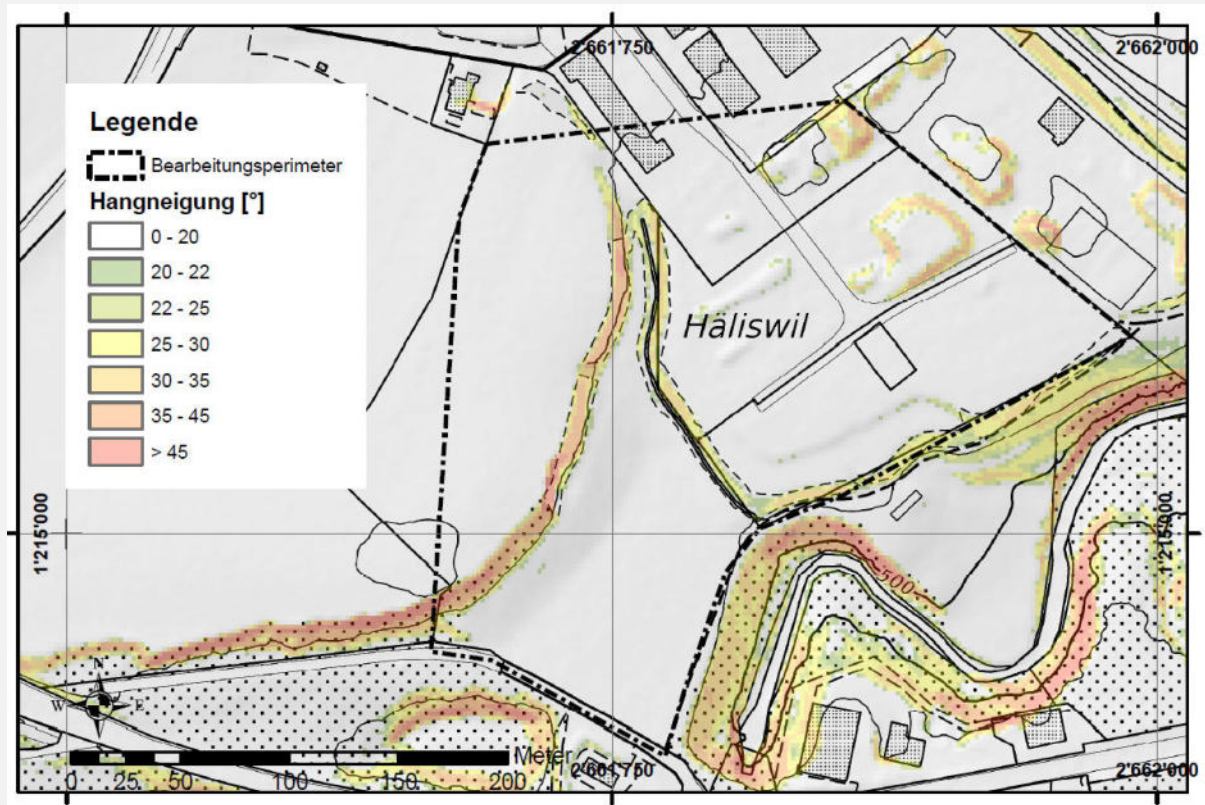 2'661'750
2'662'000
Legende
Bearbeitungsperimeter
Hangneigung [°]
0 - 20
20 - 22
22 - 25
25 - 30
30 - 35
35 - 45
> 45
Häliswil
1'215'000
1'215'000
500
N
W
E
Meter
0 25 50 100 150 200
2'661'750
2'662'000